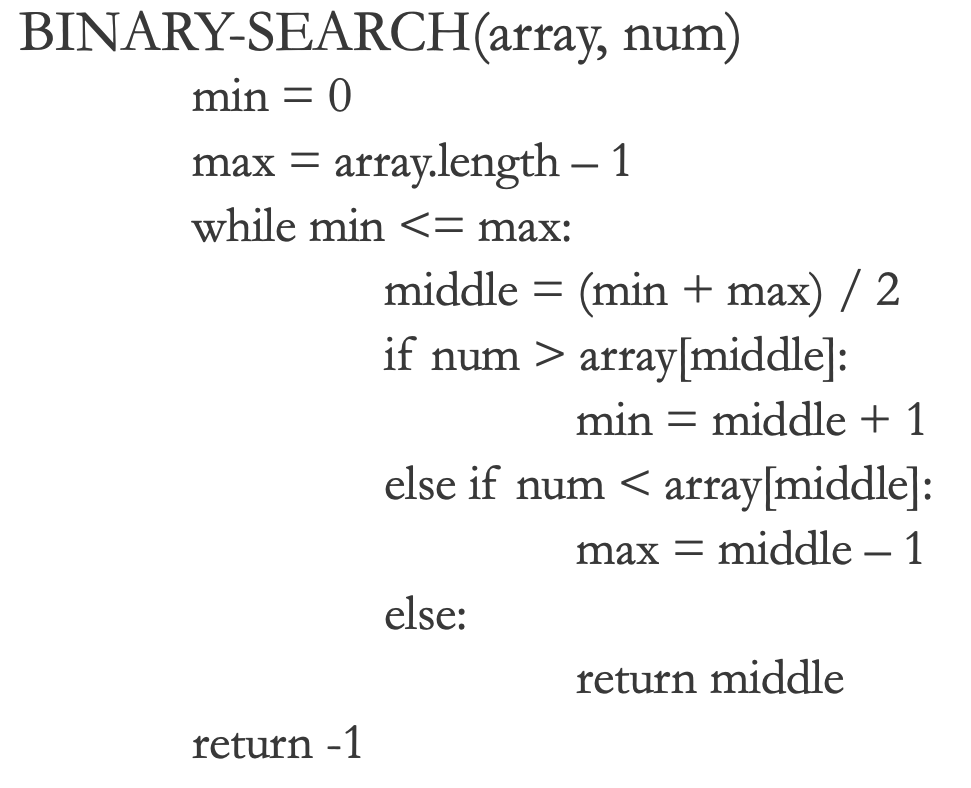 BINARY-SEARCH(array, num)
min = 0
max = array.length – 1
while min <= max:
middle = (min + max) / 2
if num > array[middle]:
min = middle + 1
else if num < array[middle]:
max = middle – 1
else:
return middle
return -1